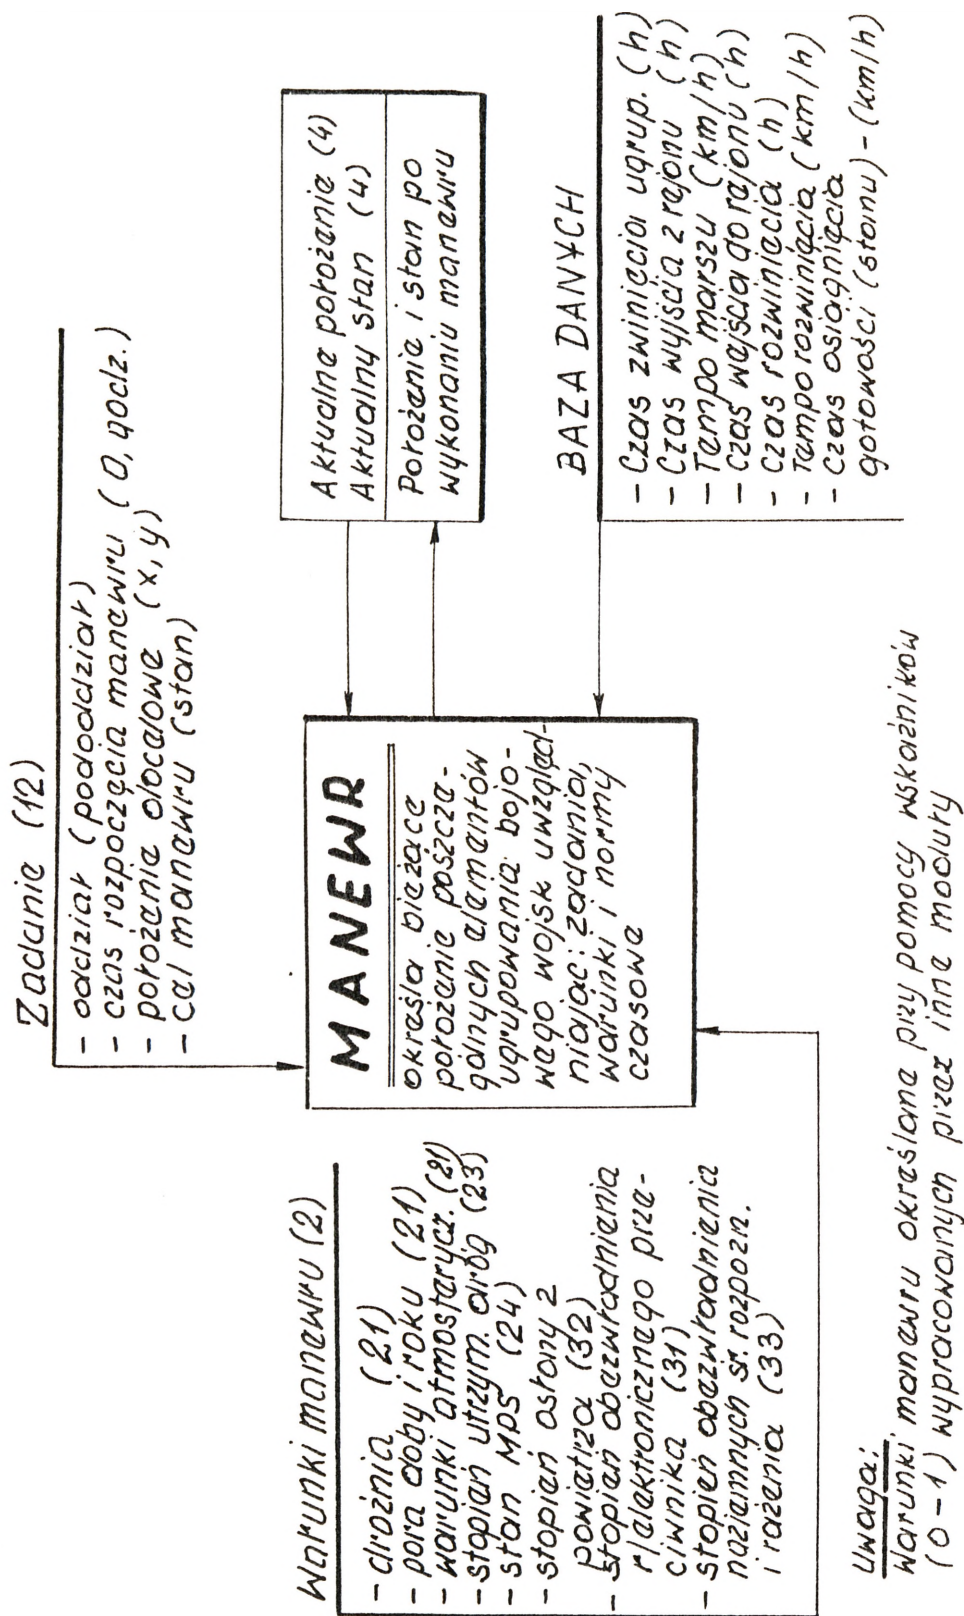 Zadanie (12)
- oddział (pododdział)
- czas rozpoczęcia manewru (D, godz.)
- położenie docelowe (x, y)
- cel manewru (stan)
Warunki manewru (2)
- drożnia (21)
- pora doby i roku (21)
- warunki atmosferycz. (21)
- stopień utrzym. dróg (23)
- stan MPS (24)
- stopień osłony z
powietrza (32)
- stopień obezwładnienia
r/elektronicznego prze-
ciwnika (31)
- stopień obezwładnienia
naziemnych śr. rozpozn.
i rażenia (33)
MANEWR
określa bieżące
położenie poszcze-
gólnych elementów
ugrupowania bojo-
wego wojsk uwzględ-
niając: zadania,
warunki i normy
czasowe
Aktualne położenie (4)
Aktualny stan (4)
Położenie i stan po
wykonaniu manewru
BAZA DANYCH
- Czas zwinięcia ugrup. (h)
- Czas wyjścia z rejonu (h)
- Tempo marszu (km/h)
- Czas wejścia do rejonu (h)
- Czas rozwinięcia (h)
- Tempo rozwinięcia (km/h)
- Czas osiągnięcia
gotowości (stanu) - (km/h)
Uwaga:
Warunki manewru określane przy pomocy wskaźników
(0-1) wypracowanych przez inne moduły